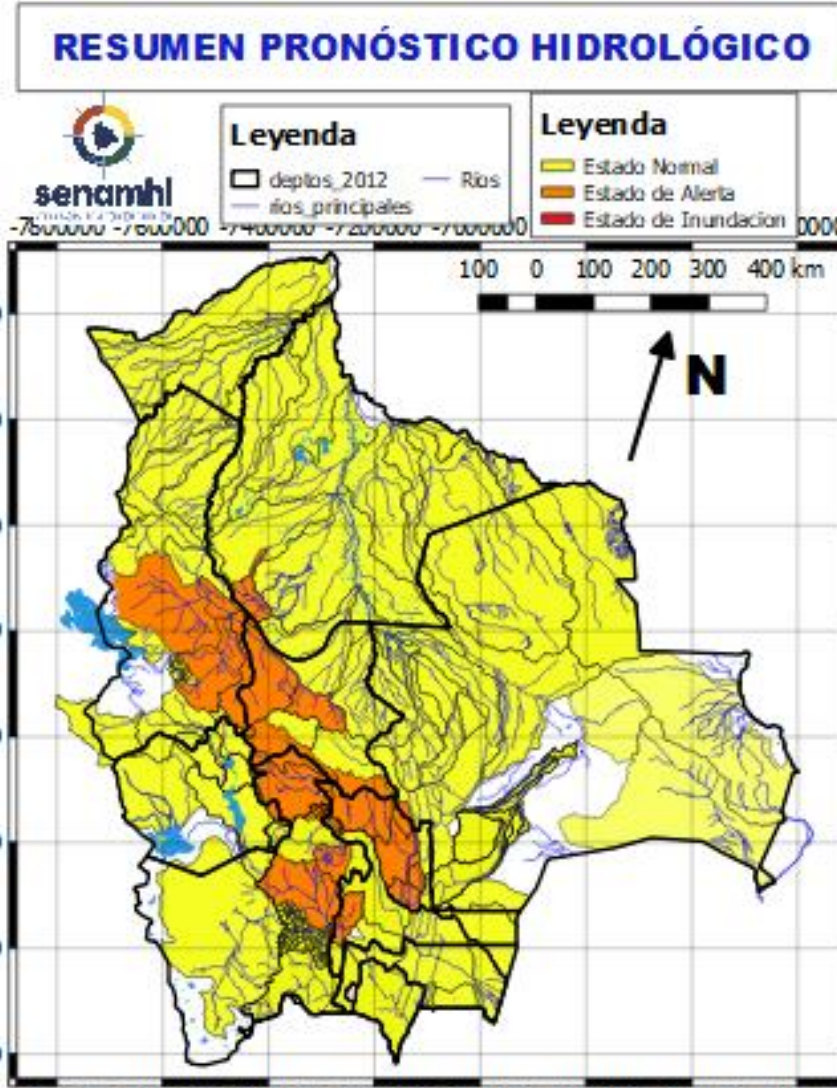 RESUMEN PRONÓSTICO HIDROLÓGICO
senamhi
Leyenda
deptos_2012
Rios
rios_principales
Leyenda
Estado Normal
Estado de Alerta
Estado de Inundacion
-7800000 -7600000 -7400000 -7200000 -7000000
100 0 100 200 300 400 km
N